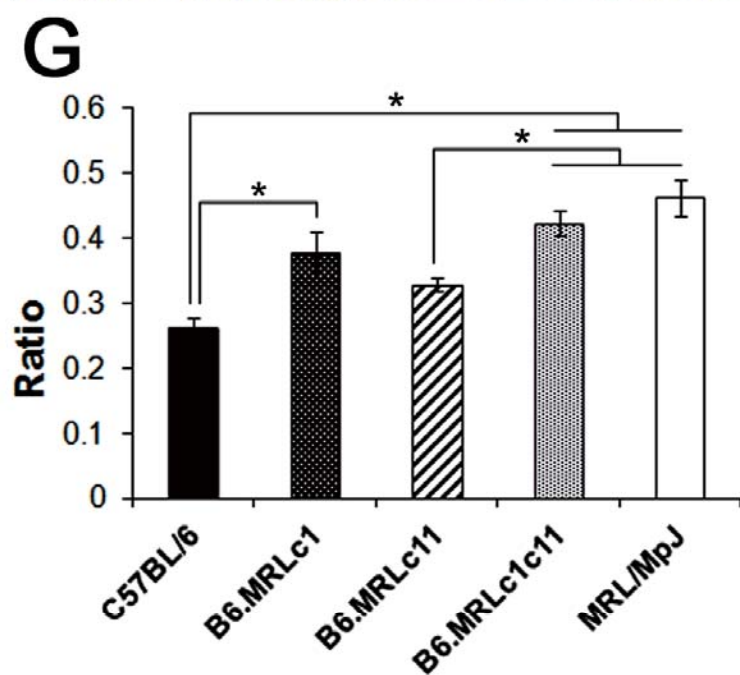 G
0.6
*
*
0.5
*
0.4
0.3
0.2
0.1
0
Ratio
C57BL/6
B6.MRLc1
B6.MRLc11
B6.MRLc1c11
MRL/MpJ